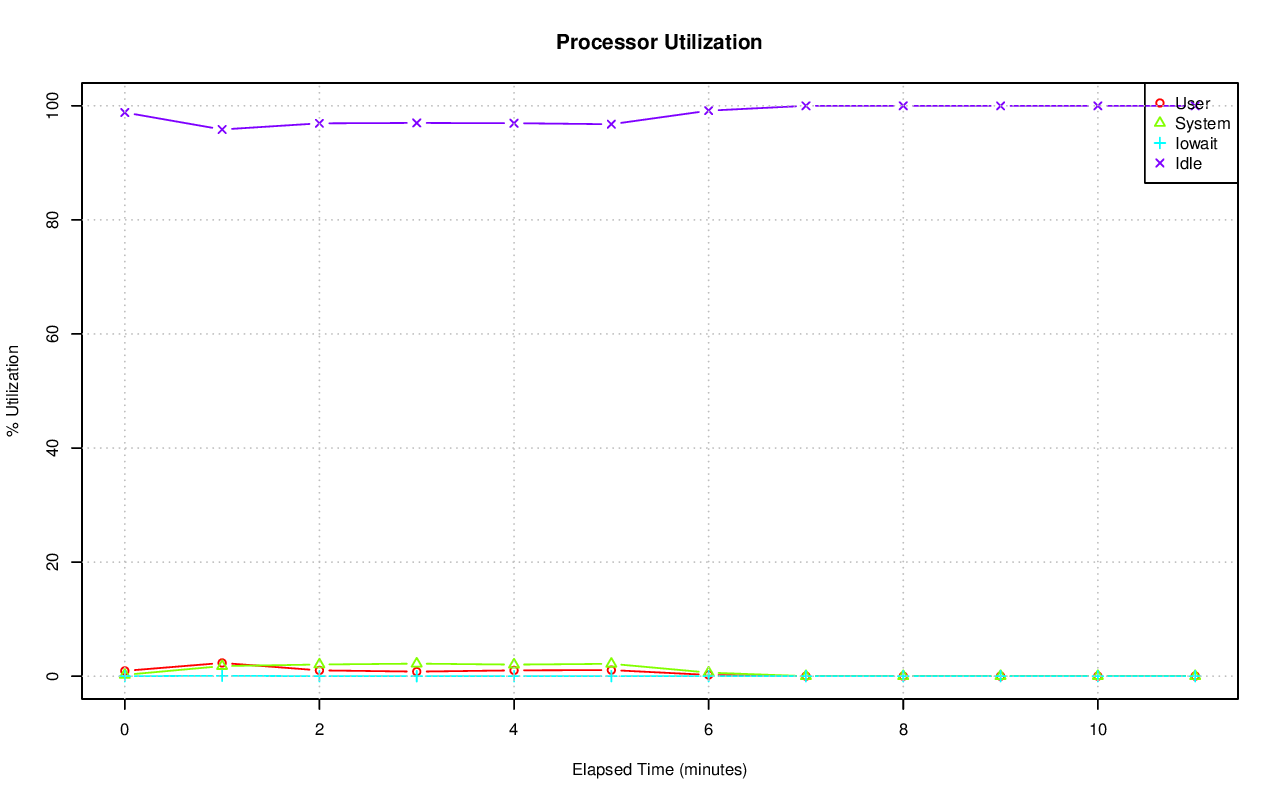 Processor Utilization
% Utilization
100
80
60
40
20
0
User
System
Iowait
Idle
0 2 4 6 8 10
Elapsed Time (minutes)